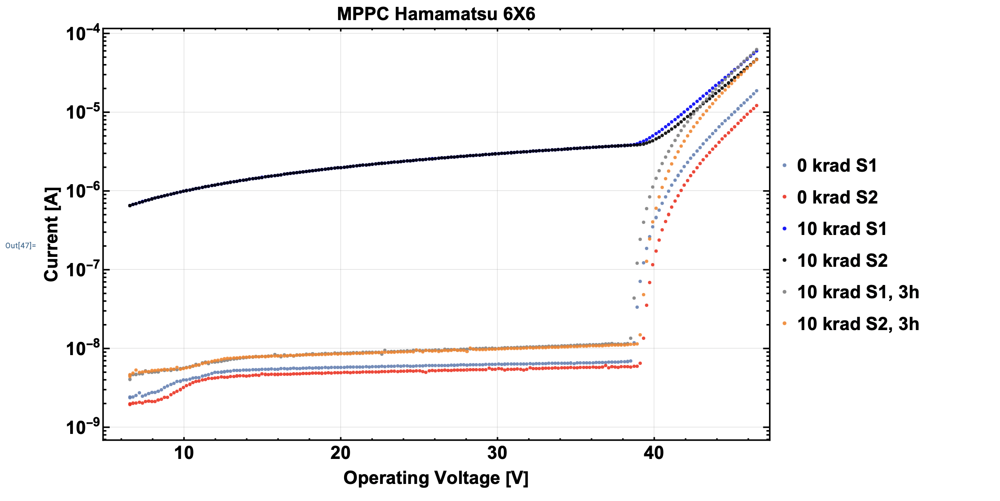 MPPC Hamamatsu 6X6
10⁻⁴
10⁻⁵
10⁻⁶
10⁻⁷
10⁻⁸
10⁻⁹
Current [A]
Out[47]=
10 20 30 40
Operating Voltage [V]
0 krad S1
0 krad S2
10 krad S1
10 krad S2
10 krad S1, 3h
10 krad S2, 3h